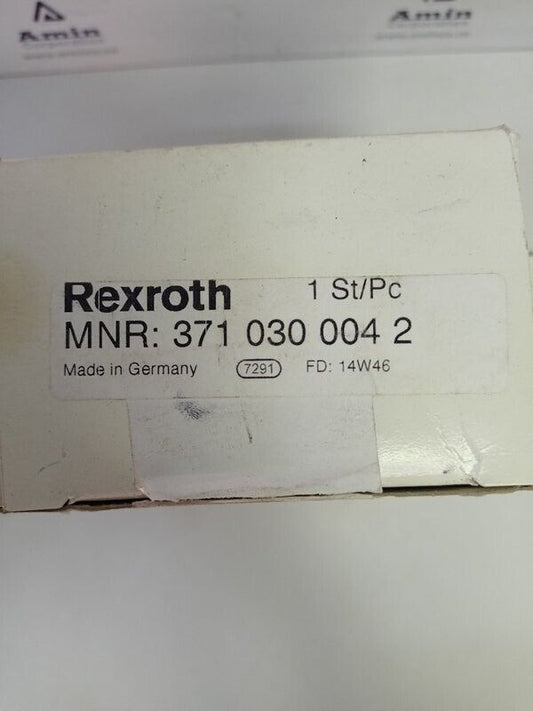 Amin
Amin
Rexroth 1 St/Pc
MNR: 371 030 004 2
Made in Germany 7291 FD: 14W46